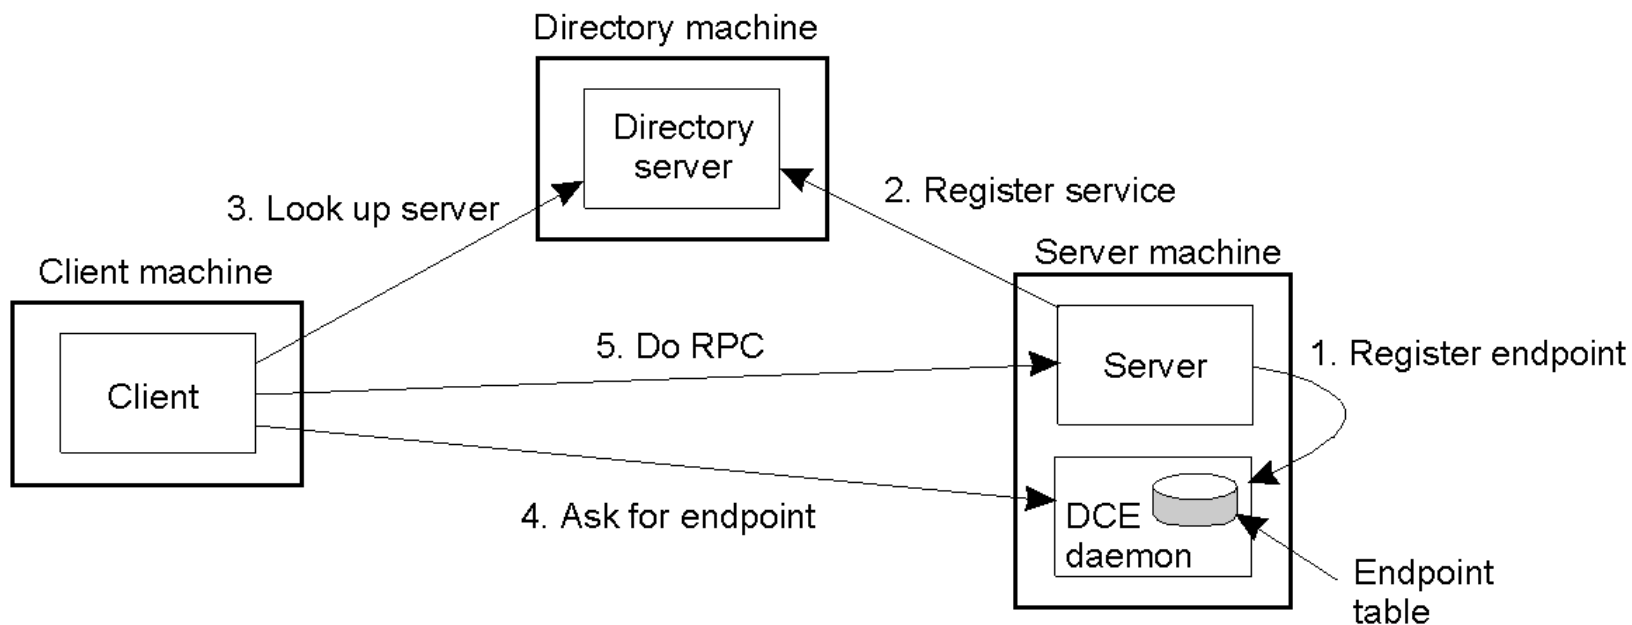 Directory machine
Directory
server
2. Register service
3. Look up server
Server machine
Client machine
5. Do RPC
1. Register endpoint
Server
Client
4. Ask for endpoint
DCE
daemon
Endpoint
table